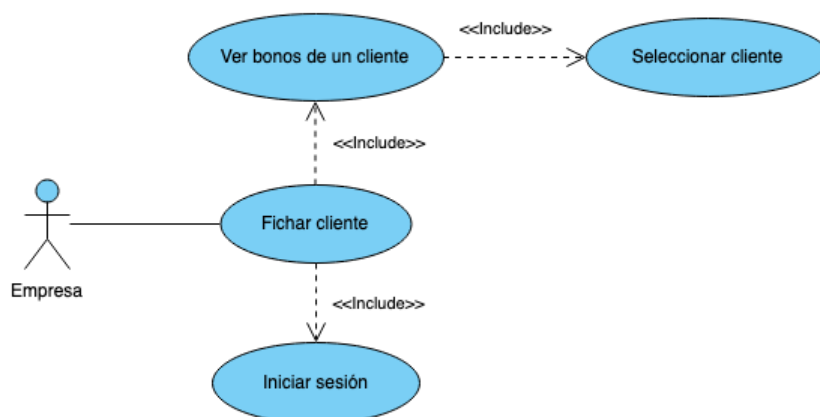 <<Include>>
Ver bonos de un cliente
Seleccionar cliente
<<Include>>
Fichar cliente
Empresa
<<Include>>
Iniciar sesión